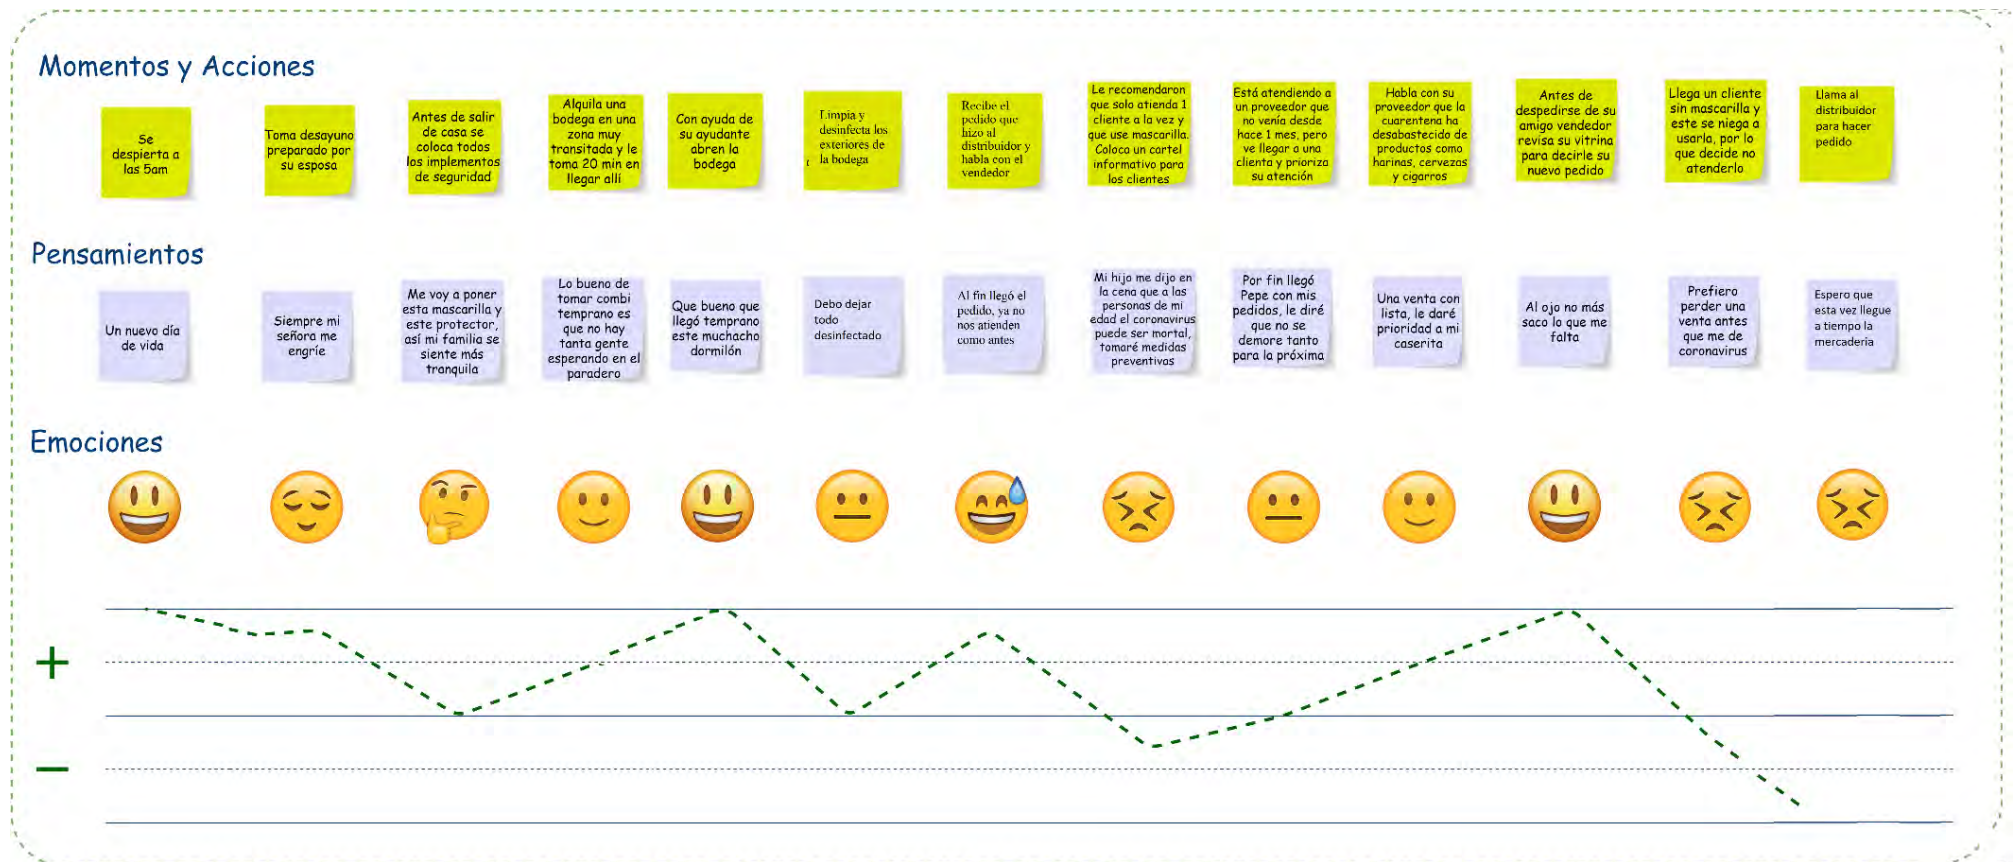 Momentos y Acciones
Se
despierta a
las 5am
Toma desayuno
preparado por
su esposa
Antes de salir
de casa se
coloca todos
los implementos
de seguridad
Alquila una
bodega en una
zona muy
transitada y le
toma 20 min en
llegar allí
Con ayuda de
su ayudante
abren la
bodega
Limpia y
desinfecta los
exteriores de
la bodega
Recibe el
pedido que
hizo al
distribuidor y
habla con el
vendedor
Le recomendaron
que solo atienda 1
cliente a la vez y
que use mascarilla.
Coloca un cartel
informativo para
los clientes
Está atendiendo a
un proveedor que
no venía desde
hace 1 mes, pero
ve llegar a una
clienta y prioriza
su atención
Habla con su
proveedor que la
cuarentena ha
desabastecido de
productos como
harinas, cervezas
y cigarros
Antes de
despedirse de su
amigo vendedor
revisa su vitrina
para decirle su
nuevo pedido
Llega un cliente
sin mascarilla y
este se niega a
usarla, por lo
que decide no
atenderlo
Llama al
distribuidor
para hacer
pedido
Pensamientos
Un nuevo día
de vida
Siempre mi
señora me
engríe
Me voy a poner
esta mascarilla y
este protector,
así mi familia se
siente más
tranquila
Lo bueno de
tomar combi
temprano es
que no hay
tanta gente
esperando en el
paradero
Que bueno que
llegó temprano
este muchacho
dormilón
Debo dejar
todo
desinfectado
Al fin llegó el
pedido, ya no
nos atienden
como antes
Mi hijo me dijo en
la cena que a las
personas de mi
edad el coronavirus
puede ser mortal,
tomaré medidas
preventivas
Por fin llegó
Pepe con mis
pedidos, le diré
que no se
demore tanto
para la próxima
Una venta con
lista, le daré
prioridad a mi
caserita
Al ojo no más
saco lo que me
falta
Prefiero
perder una
venta antes
que me de
coronavirus
Espero que
esta vez llegue
a tiempo la
mercadería
Emociones
+
−